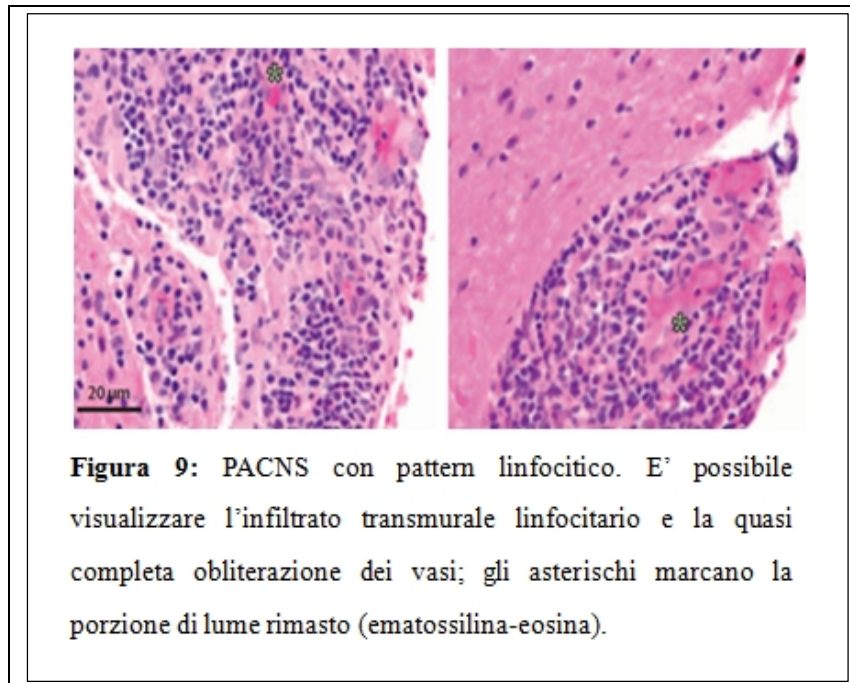 20 µm
Figura 9: PACNS con pattern linfocitico. E' possibile
visualizzare l'infiltrato transmurale linfocitario e la quasi
completa obliterazione dei vasi; gli asterischi marcano la
porzione di lume rimasto (ematossilina-eosina).